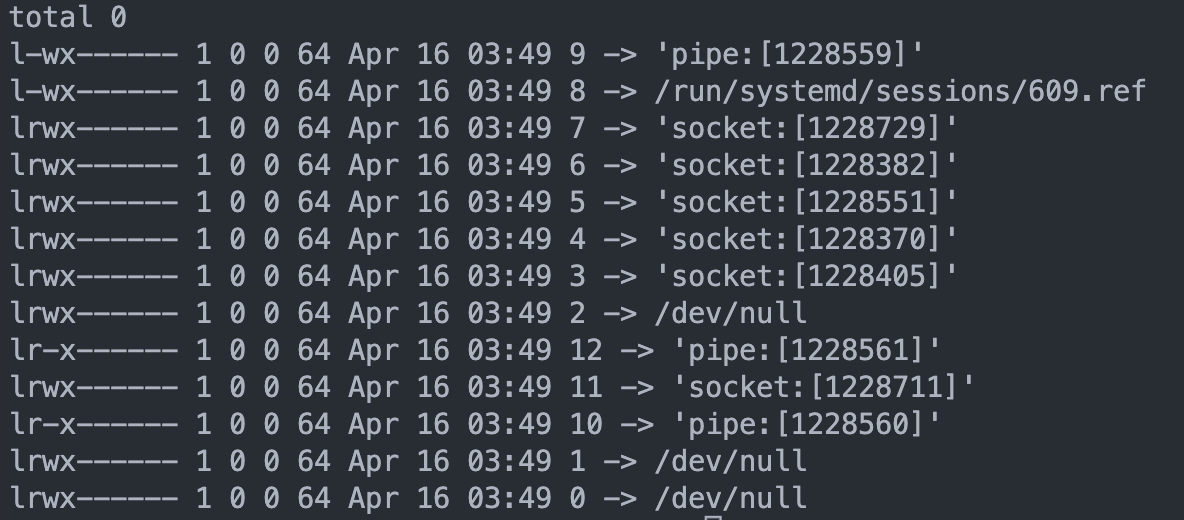 total 0
l-wx------ 1 0 0 64 Apr 16 03:49 9 -> 'pipe:[1228559]'
l-wx------ 1 0 0 64 Apr 16 03:49 8 -> /run/systemd/sessions/609.ref
lrwx------ 1 0 0 64 Apr 16 03:49 7 -> 'socket:[1228729]'
lrwx------ 1 0 0 64 Apr 16 03:49 6 -> 'socket:[1228382]'
lrwx------ 1 0 0 64 Apr 16 03:49 5 -> 'socket:[1228551]'
lrwx------ 1 0 0 64 Apr 16 03:49 4 -> 'socket:[1228370]'
lrwx------ 1 0 0 64 Apr 16 03:49 3 -> 'socket:[1228405]'
lrwx------ 1 0 0 64 Apr 16 03:49 2 -> /dev/null
lr-x------ 1 0 0 64 Apr 16 03:49 12 -> 'pipe:[1228561]'
lrwx------ 1 0 0 64 Apr 16 03:49 11 -> 'socket:[1228711]'
lr-x------ 1 0 0 64 Apr 16 03:49 10 -> 'pipe:[1228560]'
lrwx------ 1 0 0 64 Apr 16 03:49 1 -> /dev/null
lrwx------ 1 0 0 64 Apr 16 03:49 0 -> /dev/null